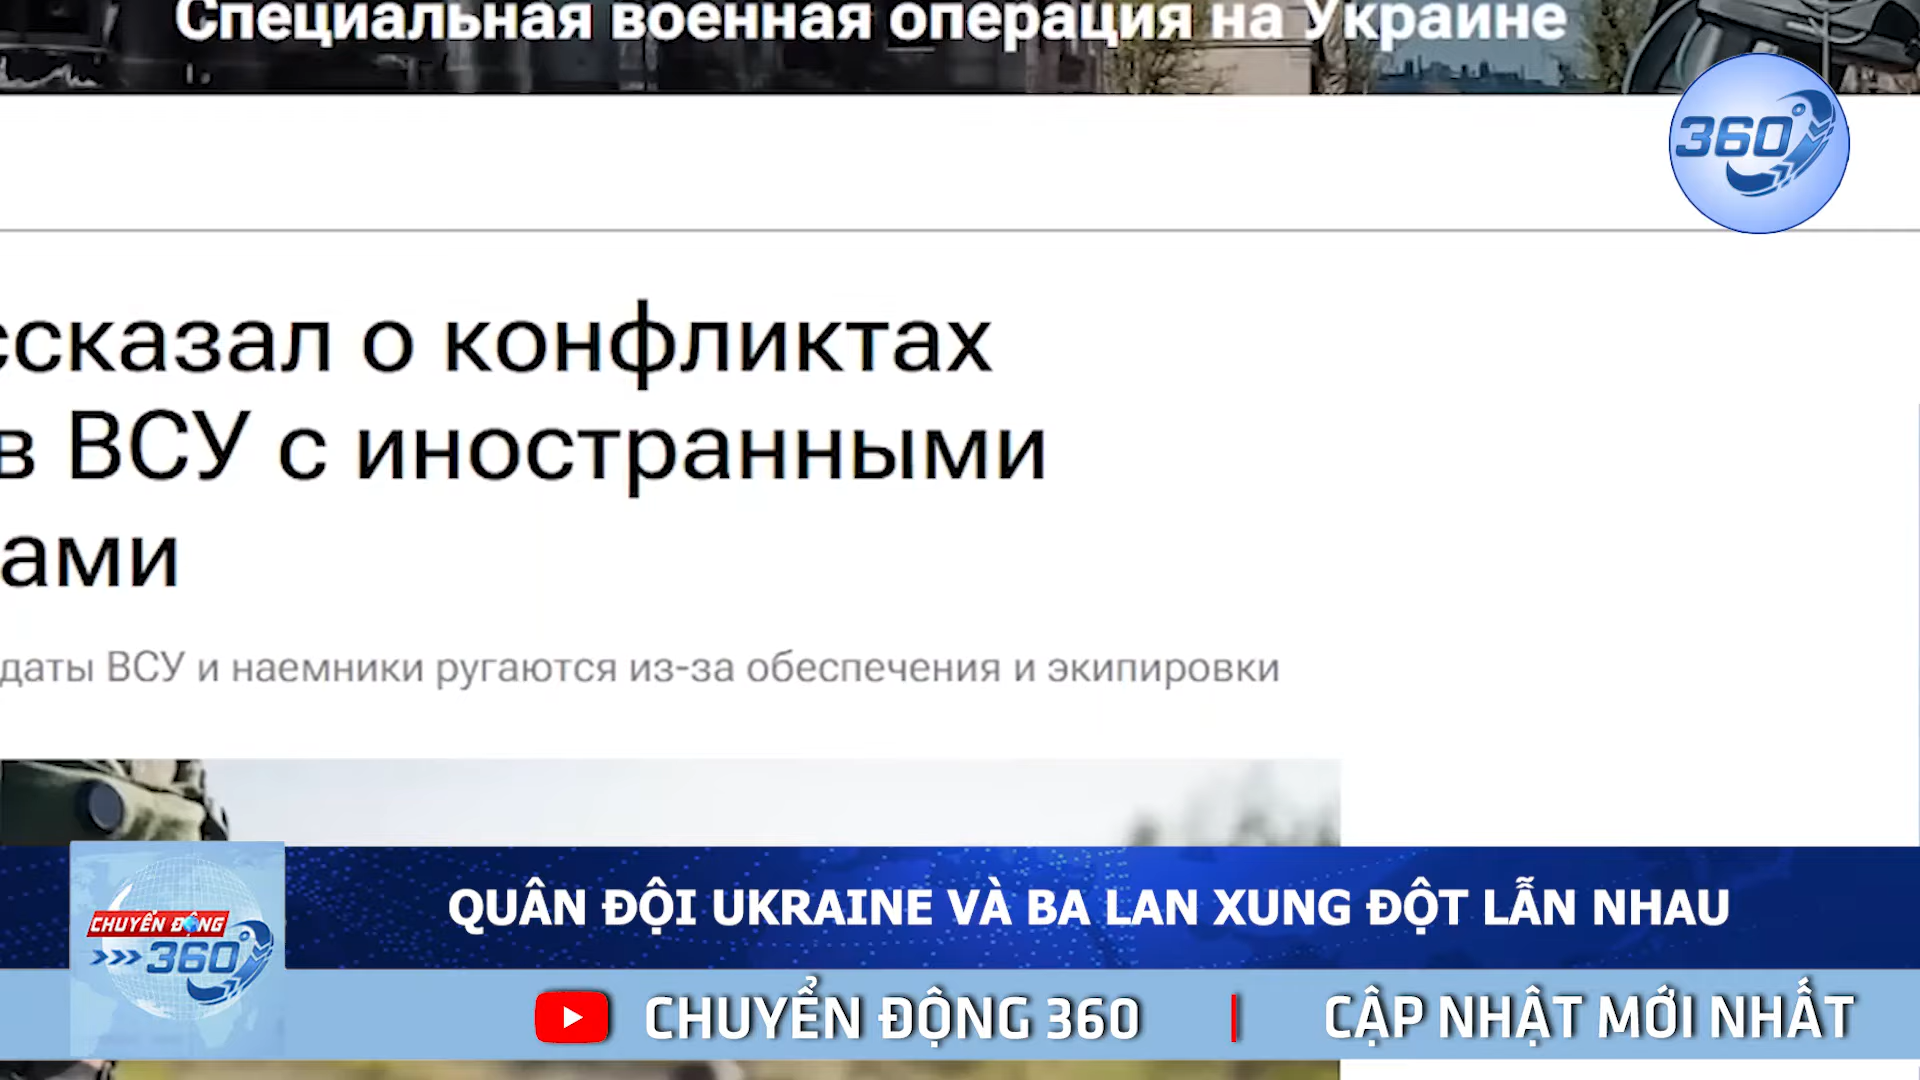 Специальная военная операция на Украине
360°
ссказал о конфликтах
в ВСУ с иностранными
ами
даты ВСУ и наемники ругаются из-за обеспечения и экипировки
QUÂN ĐỘI UKRAINE VÀ BA LAN XUNG ĐỘT LẪN NHAU
CHUYỂN ĐỘNG
360°
CHUYỂN ĐỘNG 360 | CẬP NHẬT MỚI NHẤT